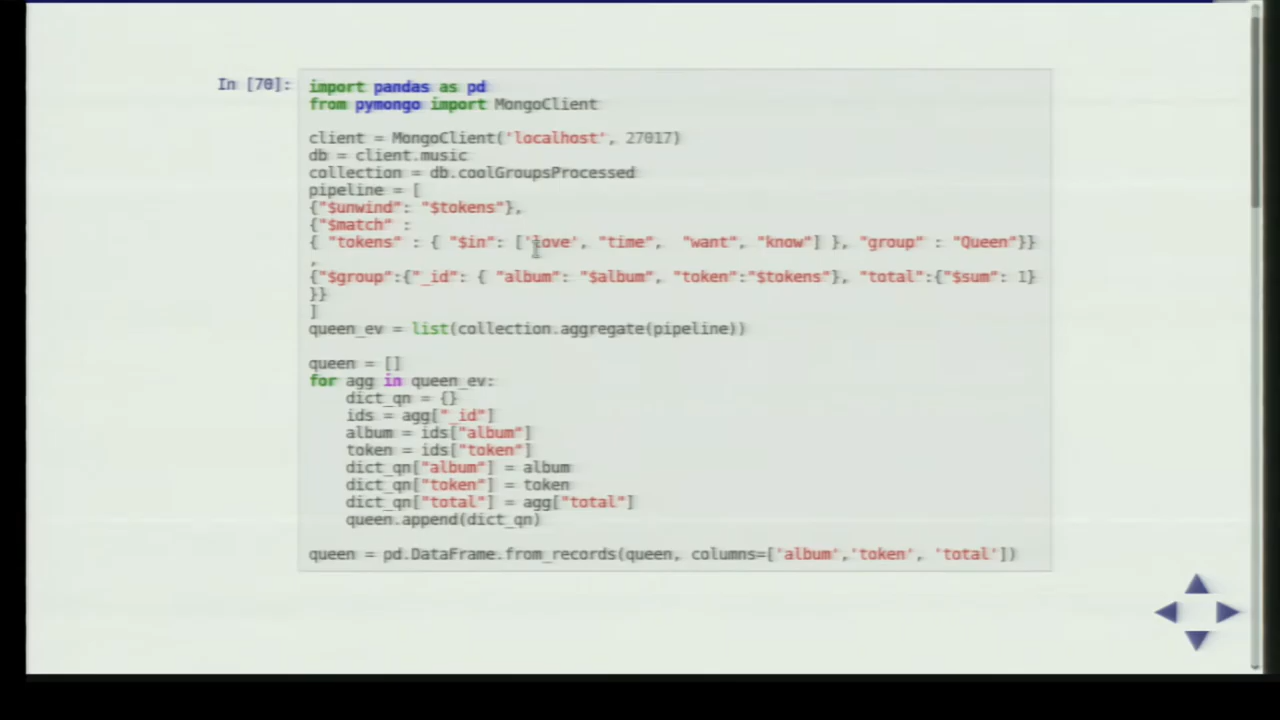 In [70]:
import pandas as pd
from pymongo import MongoClient
client = MongoClient('localhost', 27017)
db = client.music
collection = db.coolGroupsProcessed
pipeline = [
{"$unwind": "$tokens"},
{"$match" :
{ "tokens" : { "$in": ['love', "time",  "want", "know"] }, "group" : "Queen"}}
,
{"$group":{"_id": { "album": "$album", "token":"$tokens"}, "total":{"$sum": 1}
}}
]
queen_ev = list(collection.aggregate(pipeline))
queen = []
for agg in queen_ev:
    dict_qn = {}
    ids = agg["_id"]
    album = ids["album"]
    token = ids["token"]
    dict_qn["album"] = album
    dict_qn["token"] = token
    dict_qn["total"] = agg["total"]
    queen.append(dict_qn)
queen = pd.DataFrame.from_records(queen, columns=['album','token', 'total'])